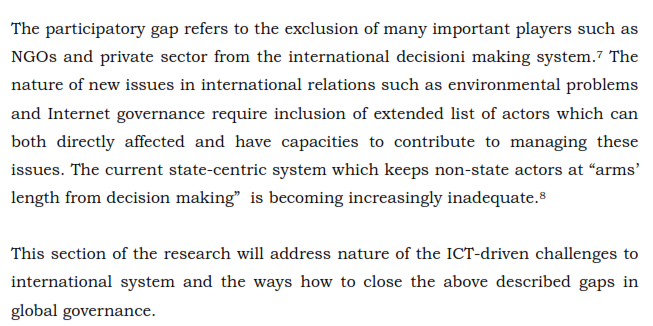 The participatory gap refers to the exclusion of many important players such as
NGOs and private sector from the international decisioni making system.⁷ The
nature of new issues in international relations such as environmental problems
and Internet governance require inclusion of extended list of actors which can
both directly affected and have capacities to contribute to managing these
issues. The current state-centric system which keeps non-state actors at “arms’
length from decision making”  is becoming increasingly inadequate.⁸
This section of the research will address nature of the ICT-driven challenges to
international system and the ways how to close the above described gaps in
global governance.